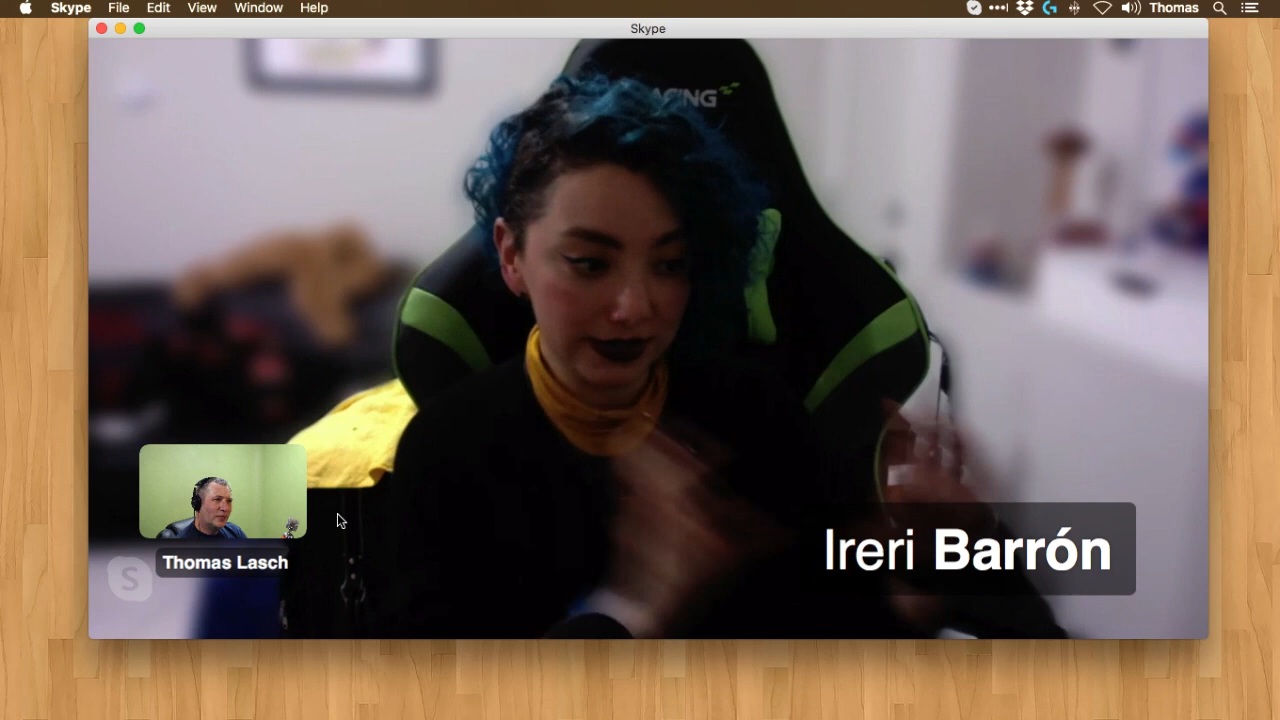 Skype File Edit View Window Help Thomas
Skype
ACING
S
Thomas Lasch
Ireri Barrón